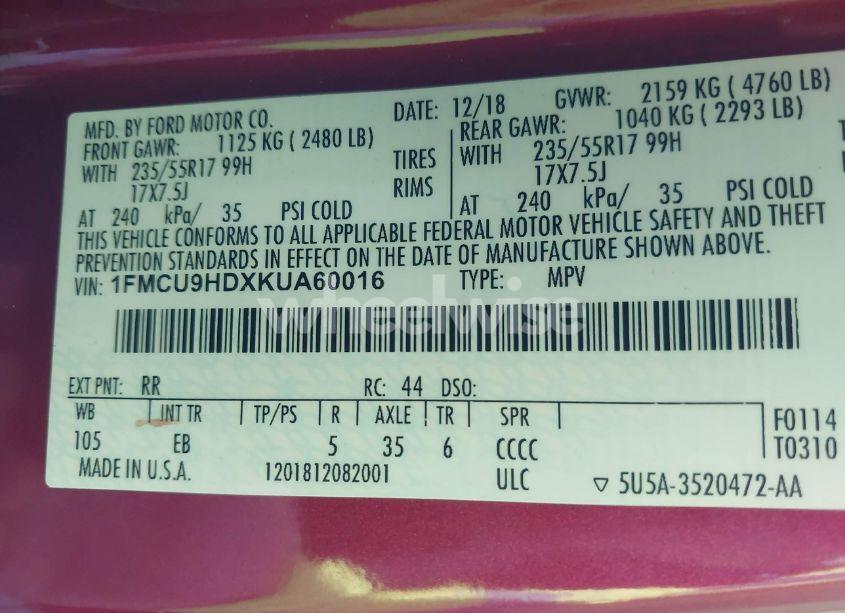 MFD. BY FORD MOTOR CO. DATE: 12/18 GVWR: 2159 KG ( 4760 LB)
FRONT GAWR: 1125 KG ( 2480 LB) REAR GAWR: 1040 KG ( 2293 LB)
WITH 235/55R17 99H TIRES WITH 235/55R17 99H
17X7.5J RIMS 17X7.5J
AT 240 kPa/ 35 PSI COLD AT 240 kPa/ 35 PSI COLD
THIS VEHICLE CONFORMS TO ALL APPLICABLE FEDERAL MOTOR VEHICLE SAFETY AND THEFT
PREVENTION STANDARDS IN EFFECT ON THE DATE OF MANUFACTURE SHOWN ABOVE.
VIN: 1FMCU9HDXKUA60016 TYPE: MPV
wheelwise
EXT PNT: RR RC: 44 DSO:
WB INT TR TP/PS R AXLE TR SPR F0114
105 EB 5 35 6 CCCC T0310
MADE IN U.S.A. 1201812082001 ULC ▽ 5U5A-3520472-AA